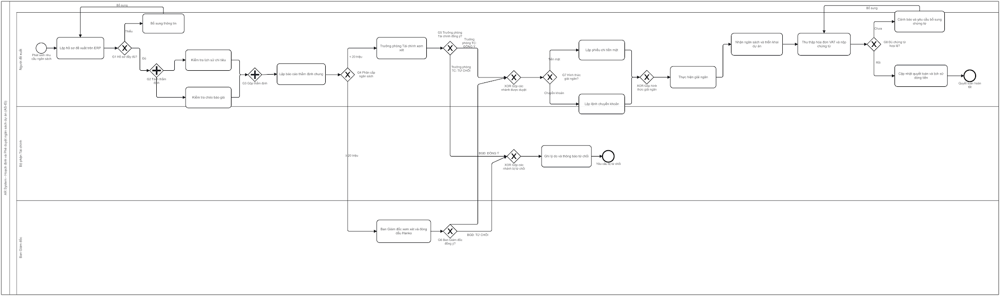 AR System - Hoạch định và Phê duyệt ngân sách dự án (AS-IS)
Người đề xuất
Bộ phận Tài chính
Ban Giám đốc
Phát sinh nhu
cầu ngân sách
Lập hồ sơ đề xuất trên ERP
Bổ sung
G1 Hồ sơ đầy đủ?
Thiếu
Bổ sung thông tin
Đủ
G2 Tách thẩm
định
Kiểm tra lịch sử chi tiêu
Kiểm tra chéo báo giá
G3 Gộp thẩm định
Lập báo cáo thẩm định chung
G4 Phân cấp
ngân sách
< 20 triệu
≥ 20 triệu
Trưởng phòng Tài chính xem
xét
G5 Trưởng phòng
Tài chính đồng ý?
Trưởng
phòng TC:
ĐỒNG Ý
Trưởng phòng
TC: TỪ CHỐI
Ban Giám đốc xem xét và đóng
dấu Hanko
G6 Ban Giám đốc
đồng ý?
BGĐ: ĐỒNG Ý
BGĐ: TỪ CHỐI
XOR Gộp các
nhánh được duyệt
XOR Gộp các
nhánh bị từ chối
Ghi lý do và thông báo từ chối
Yêu cầu bị từ chối
G7 Hình thức
giải ngân?
Tiền mặt
Chuyển khoản
Lập phiếu chi tiền mặt
Lập lệnh chuyển khoản
XOR Gộp hình
thức giải ngân
Thực hiện giải ngân
Nhận ngân sách và triển khai
dự án
Thu thập hóa đơn VAT và nộp
chứng từ
Bổ sung
G8 Đủ chứng từ
hợp lệ?
Chưa
Cảnh báo và yêu cầu bổ sung
chứng từ
Rồi
Cập nhật quyết toán và lịch sử
dòng tiền
Quyết toán hoàn
tất